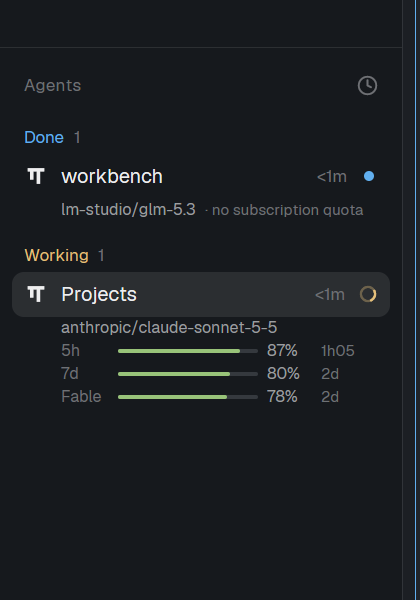 Agents
Done 1
workbench <1m
lm-studio/glm-5.3 · no subscription quota
Working 1
Projects <1m
anthropic/claude-sonnet-5-5
5h 87% 1h05
7d 80% 2d
Fable 78% 2d